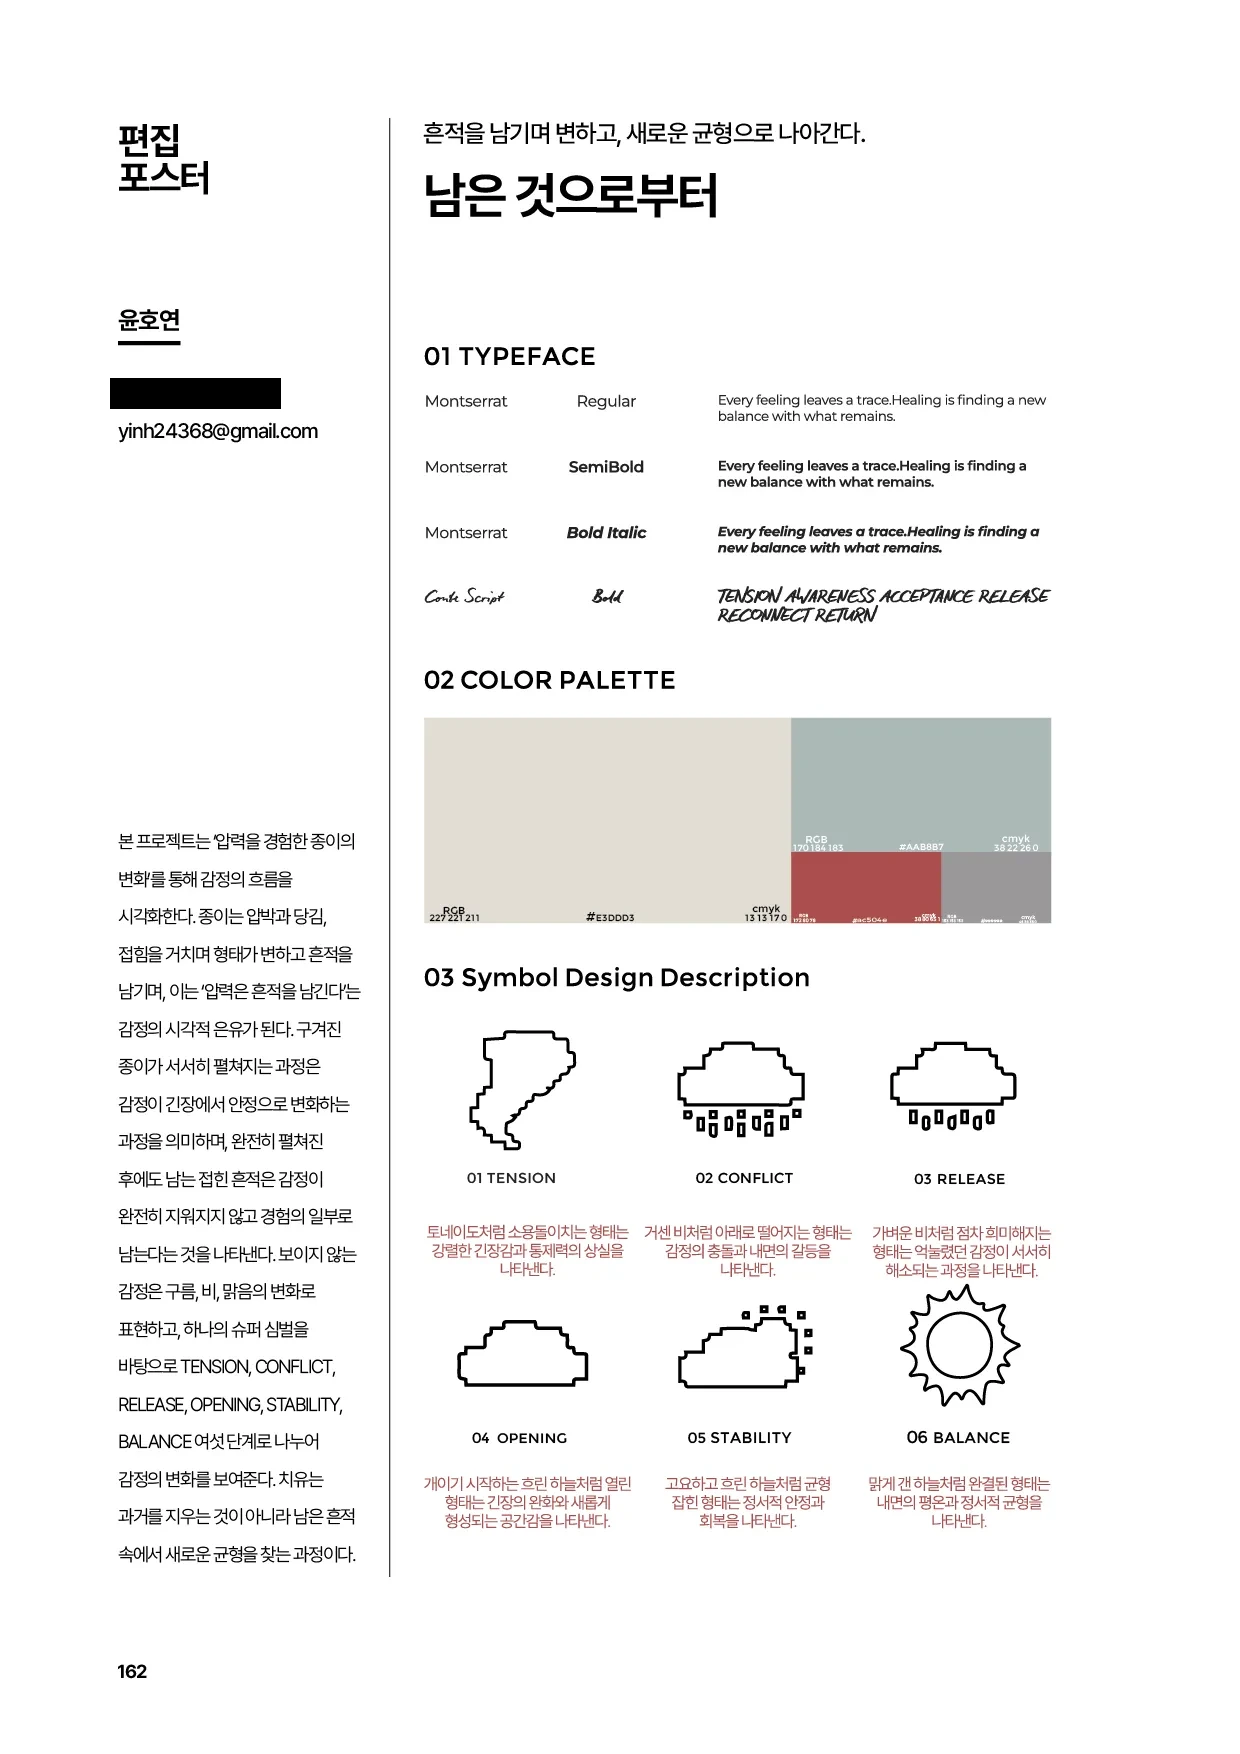 편집
포스터
윤호연
yinh24368@gmail.com
본 프로젝트는 ‘압력을 경험한 종이의
변화’를 통해 감정의 흐름을
시각화한다. 종이는 압박과 당김,
접힘을 거치며 형태가 변하고 흔적을
남기며, 이는 ‘압력은 흔적을 남긴다’는
감정의 시각적 은유가 된다. 구겨진
종이가 서서히 펼쳐지는 과정은
감정이 긴장에서 안정으로 변화하는
과정을 의미하며, 완전히 펼쳐진
후에도 남는 접힌 흔적은 감정이
완전히 지워지지 않고 경험의 일부로
남는다는 것을 나타낸다. 보이지 않는
감정은 구름, 비, 맑음의 변화로
표현하고, 하나의 슈퍼 심벌을
바탕으로 TENSION, CONFLICT,
RELEASE, OPENING, STABILITY,
BALANCE 여섯 단계로 나누어
감정의 변화를 보여준다. 치유는
과거를 지우는 것이 아니라 남은 흔적
속에서 새로운 균형을 찾는 과정이다.
흔적을 남기며 변하고, 새로운 균형으로 나아간다.
남은 것으로부터
01 TYPEFACE
Montserrat Regular Every feeling leaves a trace.Healing is finding a new
balance with what remains.
Montserrat SemiBold Every feeling leaves a trace.Healing is finding a
new balance with what remains.
Montserrat Bold Italic Every feeling leaves a trace.Healing is finding a
new balance with what remains.
Conte Script Bold TENSION AWARENESS ACCEPTANCE RELEASE
RECONNECT RETURN
02 COLOR PALETTE
RGB cmyk
170 184 183 #AAB8B7 38 22 26 0
RGB cmyk
227 221 211 #E3DDD3 13 13 17 0
RGB cmyk
#ac504e
RGB cmyk
03 Symbol Design Description
01 TENSION 02 CONFLICT 03 RELEASE
토네이도처럼 소용돌이치는 형태는
강렬한 긴장감과 통제력의 상실을
나타낸다.
거센 비처럼 아래로 떨어지는 형태는
감정의 충돌과 내면의 갈등을
나타낸다.
가벼운 비처럼 점차 희미해지는
형태는 억눌렸던 감정이 서서히
해소되는 과정을 나타낸다.
04 OPENING 05 STABILITY 06 BALANCE
개이기 시작하는 흐린 하늘처럼 열린
형태는 긴장의 완화와 새롭게
형성되는 공간감을 나타낸다.
고요하고 흐린 하늘처럼 균형
잡힌 형태는 정서적 안정과
회복을 나타낸다.
맑게 갠 하늘처럼 완결된 형태는
내면의 평온과 정서적 균형을
나타낸다.
162